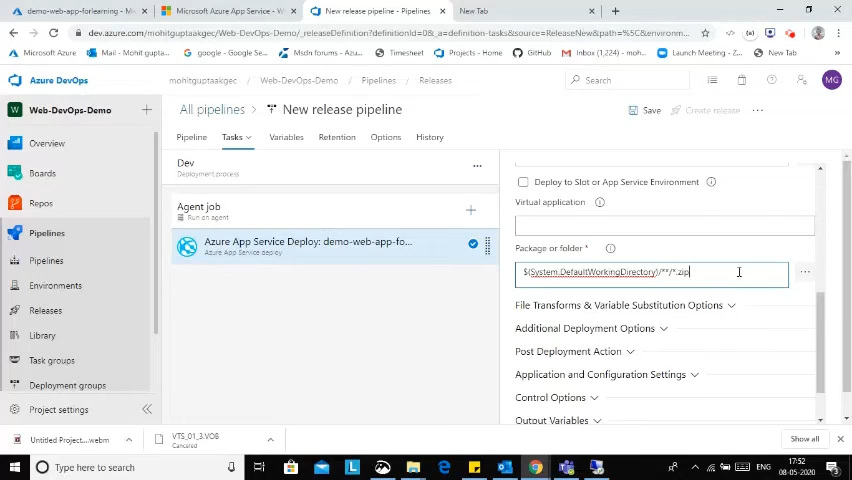 demo-web-app-forlearning - Mic
Microsoft Azure App Service - W
New release pipeline - Pipelines
New Tab
dev.azure.com/mohitguptaakgec/Web-DevOps-Demo/_releaseDefinition?definitionId=0&_a=definition-tasks&source=ReleaseNew&path=%5C&environm...
Microsoft Azure
Mail - Mohit gupta...
google - Google S...
Msdn forums - Az...
Timesheet
Projects - Home
GitHub
Inbox (1,224) - moh...
Launch Meeting - Z...
New Tab
Azure DevOps
mohitguptaakgec / Web-DevOps-Demo / Pipelines / Releases
Search
MG
W Web-DevOps-Demo
Overview
Boards
Repos
Pipelines
Pipelines
Environments
Releases
Library
Task groups
Deployment groups
Project settings
All pipelines > New release pipeline
Save
Create release
Pipeline Tasks Variables Retention Options History
Dev
Deployment process
Agent job
Run on agent
Azure App Service Deploy: demo-web-app-fo...
Azure App Service deploy
Deploy to Slot or App Service Environment
Virtual application
Package or folder *
$(System.DefaultWorkingDirectory)/**/*.zip
File Transforms & Variable Substitution Options
Additional Deployment Options
Post Deployment Action
Application and Configuration Settings
Control Options
Output Variables
Untitled Project....webm
VTS_01_3.VOB
Canceled
Show all
Type here to search
ENG
17:52
08-05-2020